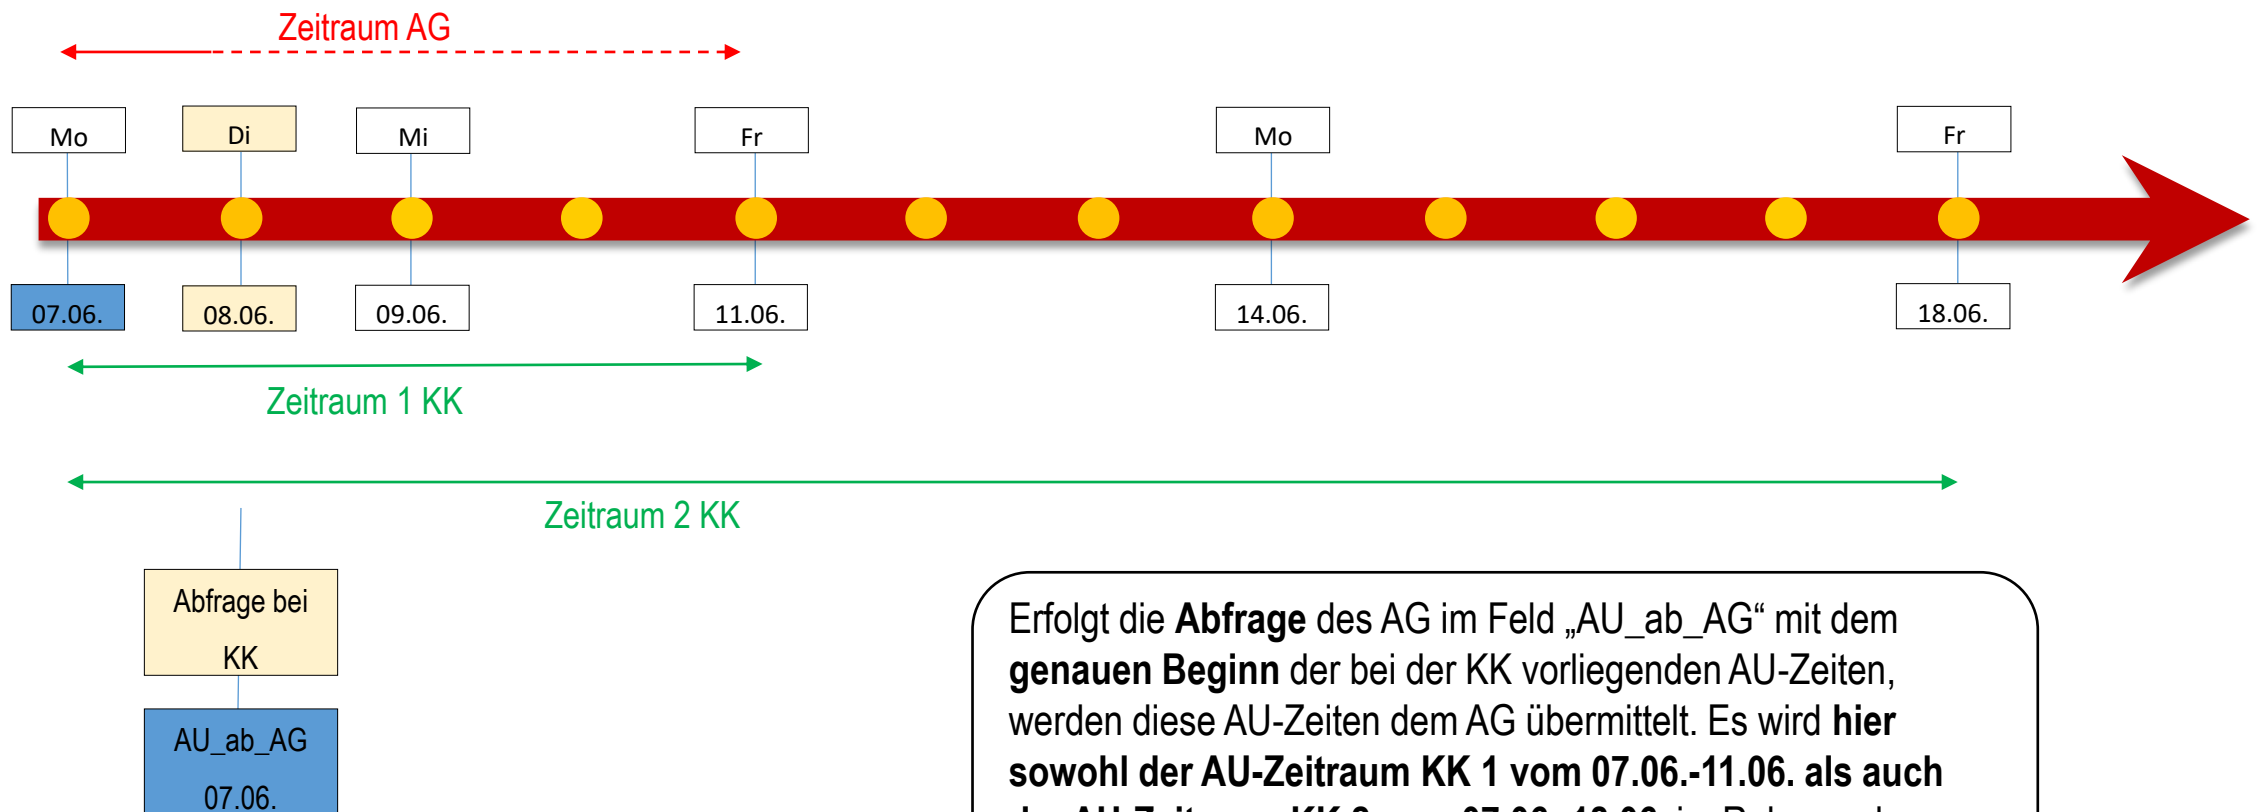 Zeitraum AG
Mo Di Mi Fr Mo Fr
07.06. 08.06. 09.06. 11.06. 14.06. 18.06.
Zeitraum 1 KK
Zeitraum 2 KK
Abfrage bei
KK
AU_ab_AG
07.06.
Erfolgt die Abfrage des AG im Feld „AU_ab_AG“ mit dem
genauen Beginn der bei der KK vorliegenden AU-Zeiten,
werden diese AU-Zeiten dem AG übermittelt. Es wird hier
sowohl der AU-Zeitraum KK 1 vom 07.06.-11.06. als auch